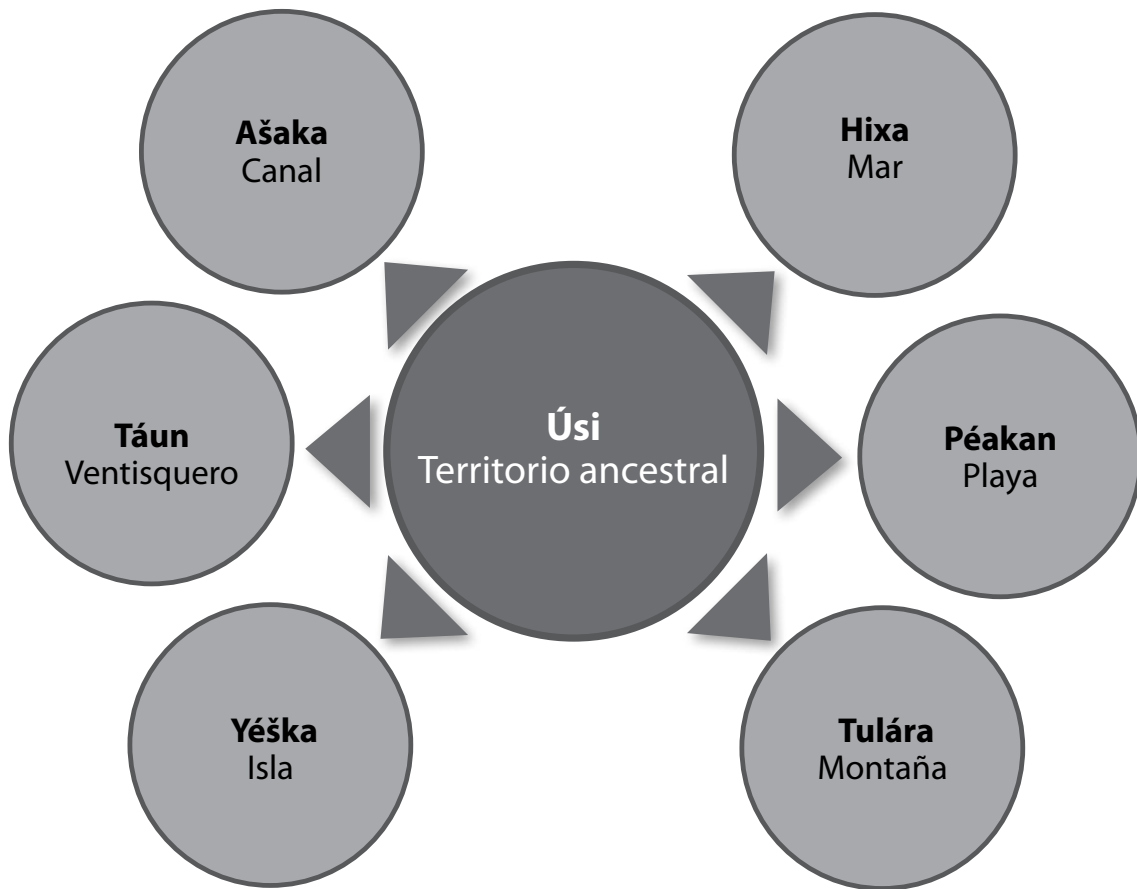 Ašaka
Canal
Hixa
Mar
Táun
Ventisquero
Úsi
Territorio ancestral
Péakan
Playa
Yéška
Isla
Tulára
Montaña